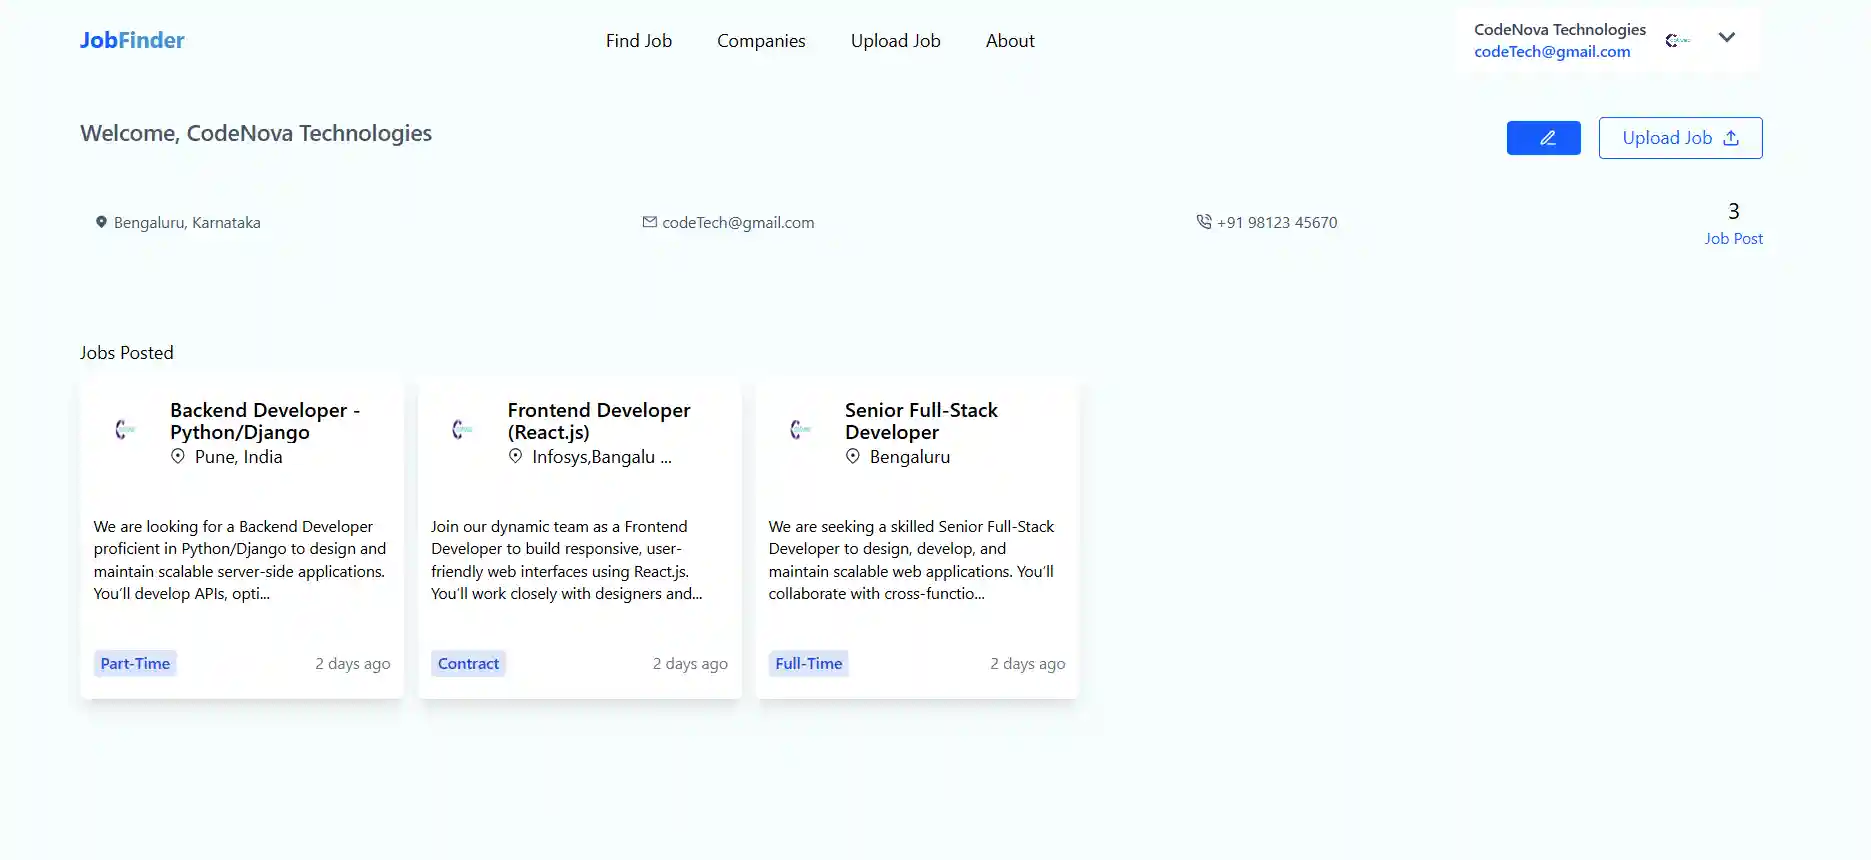 JobFinder
Find Job
Companies
Upload Job
About
CodeNova Technologies
codeTech@gmail.com
Welcome, CodeNova Technologies
Upload Job
Bengaluru, Karnataka
codeTech@gmail.com
+91 98123 45670
3
Job Post
Jobs Posted
Backend Developer -
Python/Django
Pune, India
We are looking for a Backend Developer
proficient in Python/Django to design and
maintain scalable server-side applications.
You’ll develop APIs, opti...
Part-Time
2 days ago
Frontend Developer
(React.js)
Infosys,Bangalu ...
Join our dynamic team as a Frontend
Developer to build responsive, user-
friendly web interfaces using React.js.
You’ll work closely with designers and...
Contract
2 days ago
Senior Full-Stack
Developer
Bengaluru
We are seeking a skilled Senior Full-Stack
Developer to design, develop, and
maintain scalable web applications. You’ll
collaborate with cross-functio...
Full-Time
2 days ago